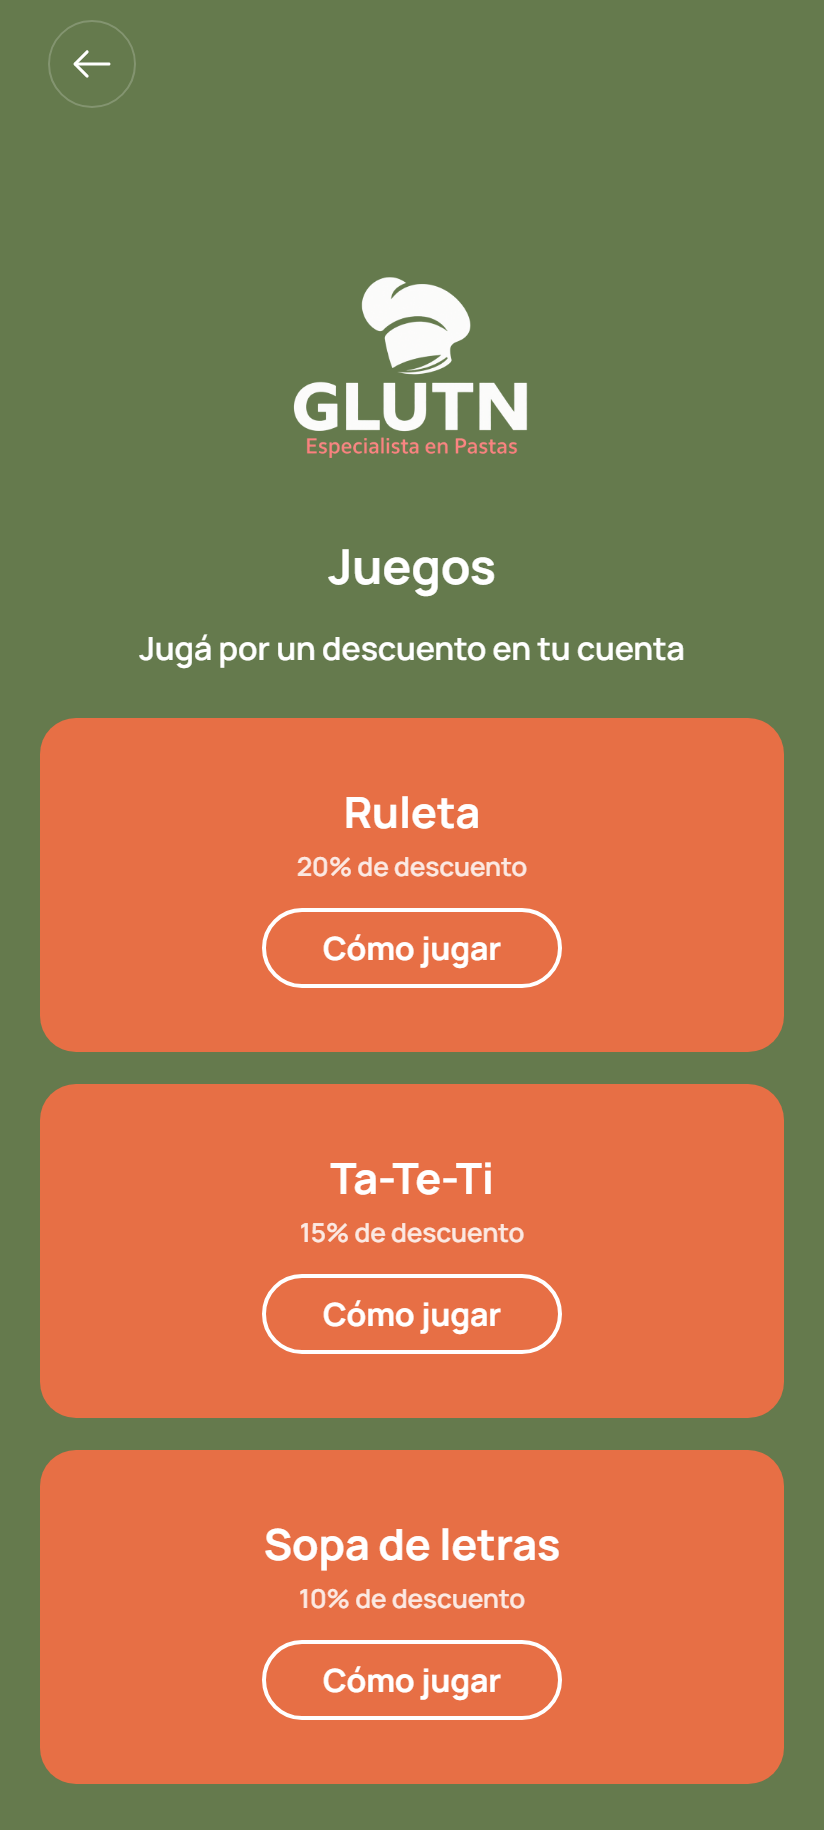 GLUTN
Especialista en Pastas
Juegos
Jugá por un descuento en tu cuenta
Ruleta
20% de descuento
Cómo jugar
Ta-Te-Ti
15% de descuento
Cómo jugar
Sopa de letras
10% de descuento
Cómo jugar